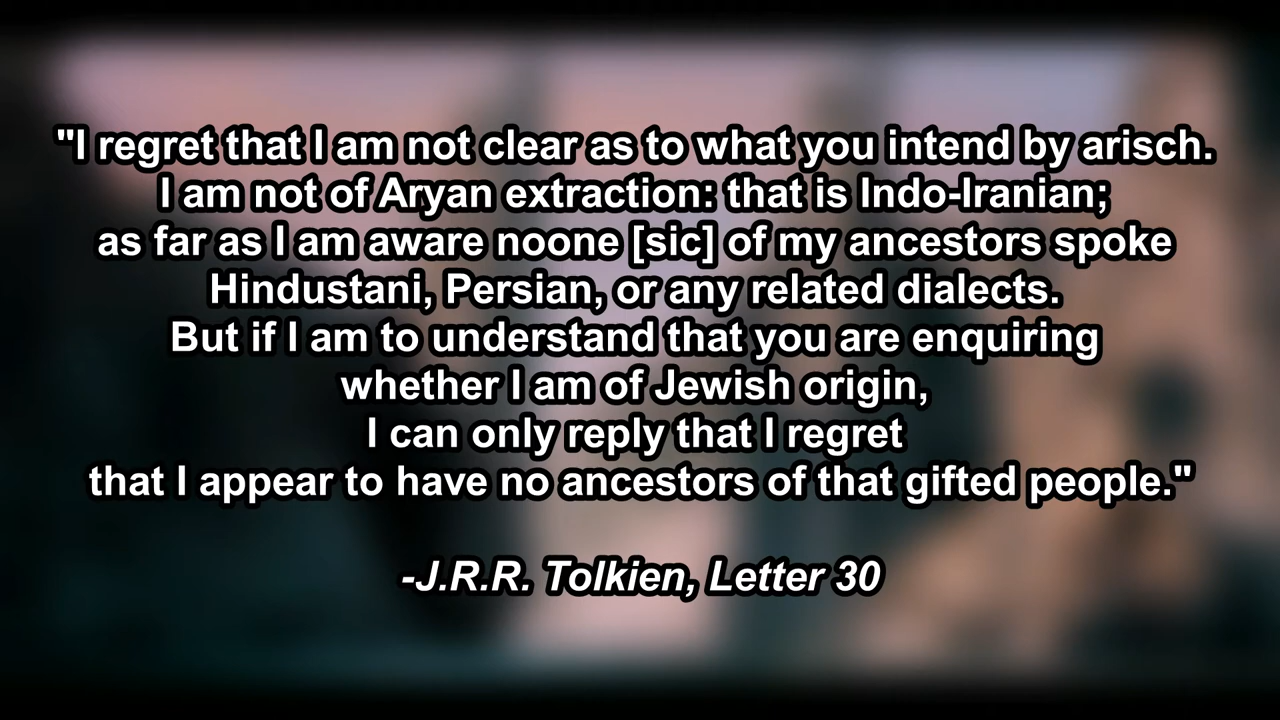 "I regret that I am not clear as to what you intend by arisch.
I am not of Aryan extraction: that is Indo-Iranian;
as far as I am aware noone [sic] of my ancestors spoke
Hindustani, Persian, or any related dialects.
But if I am to understand that you are enquiring
whether I am of Jewish origin,
I can only reply that I regret
that I appear to have no ancestors of that gifted people."
-J.R.R. Tolkien, Letter 30